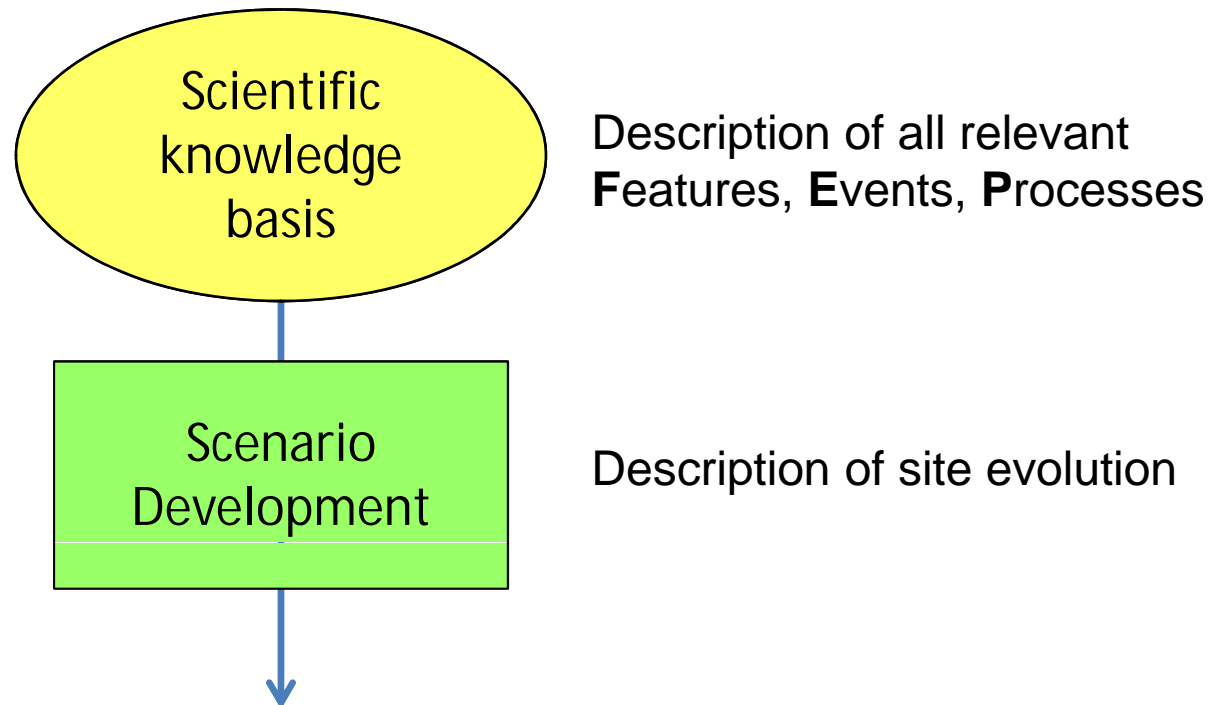 Scientific
knowledge
basis
Description of all relevant
Features, Events, Processes
Scenario
Development
Description of site evolution